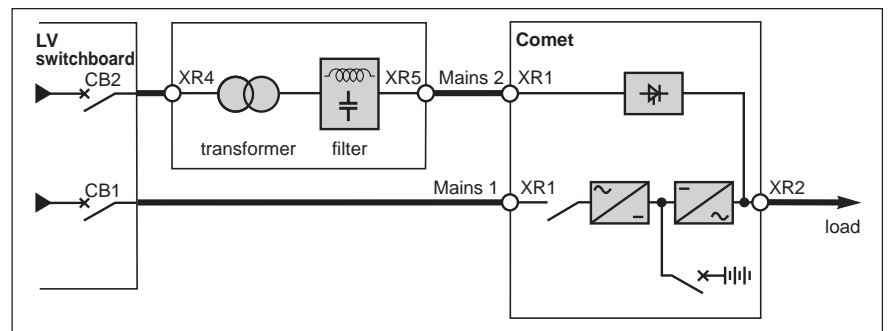 LV
switchboard
CB2
XR4
XR5
Mains 2
XR1
Comet
transformer
filter
CB1
Mains 1
XR1
XR2
load